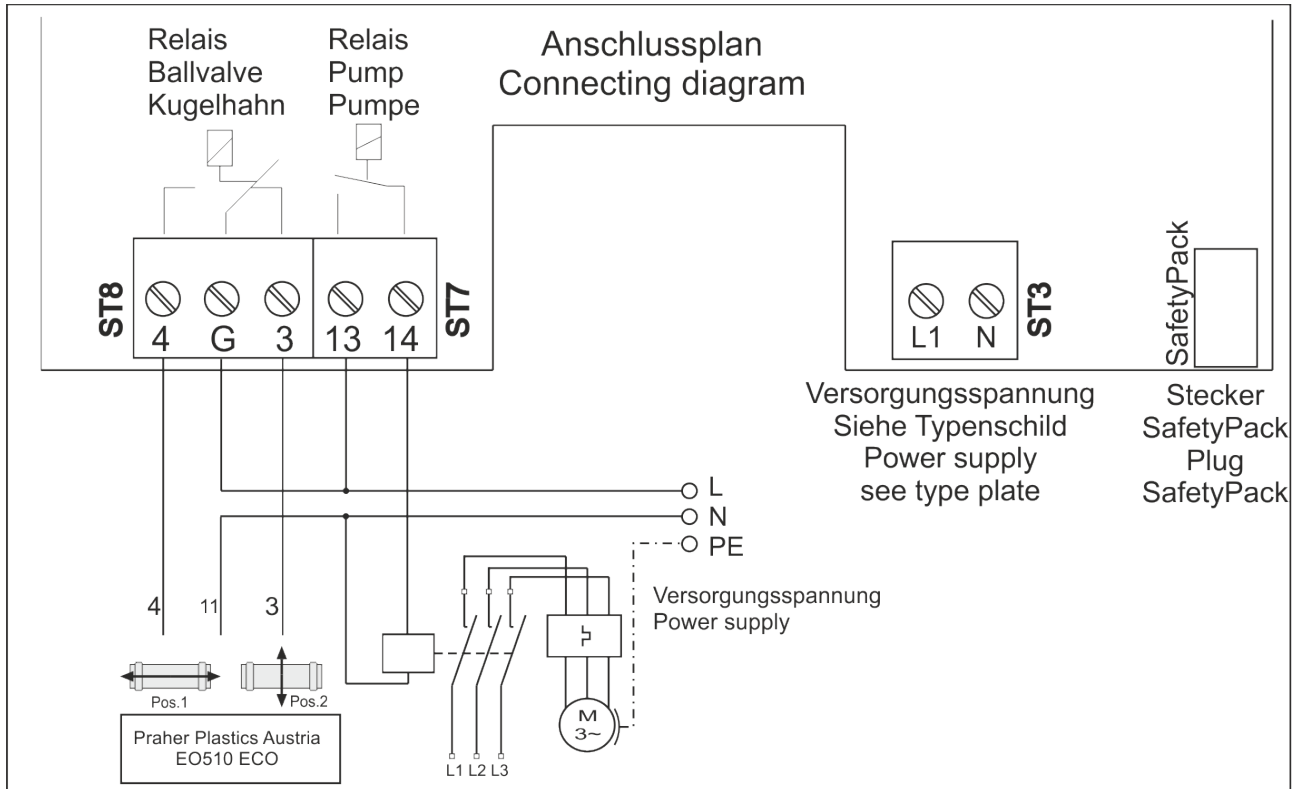 Relais
Ballvalve
Kugelhahn
Relais
Pump
Pumpe
Anschlussplan
Connecting diagram
ST8
4 G 3 13 14
ST7
L1 N
ST3
SafetyPack
Versorgungsspannung
Siehe Typenschild
Power supply
see type plate
Stecker
SafetyPack
Plug
SafetyPack
L
N
PE
4 11 3
Versorgungsspannung
Power supply
Pos.1
Pos.2
M
3~
Praher Plastics Austria
EO510 ECO
L1 L2 L3